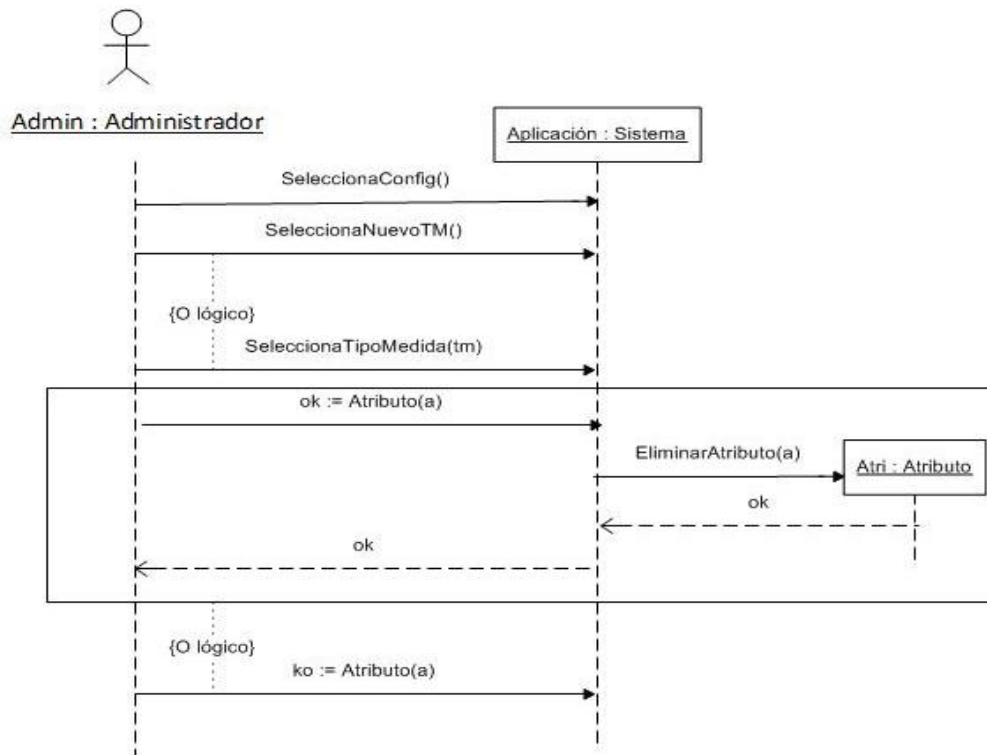 Admin : Administrador
Aplicación : Sistema
SeleccionaConfig()
SeleccionaNuevoTM()
{O lógico}
SeleccionaTipoMedida(tm)
ok := Atributo(a)
EliminarAtributo(a)
Atri : Atributo
ok
ok
{O lógico}
ko := Atributo(a)